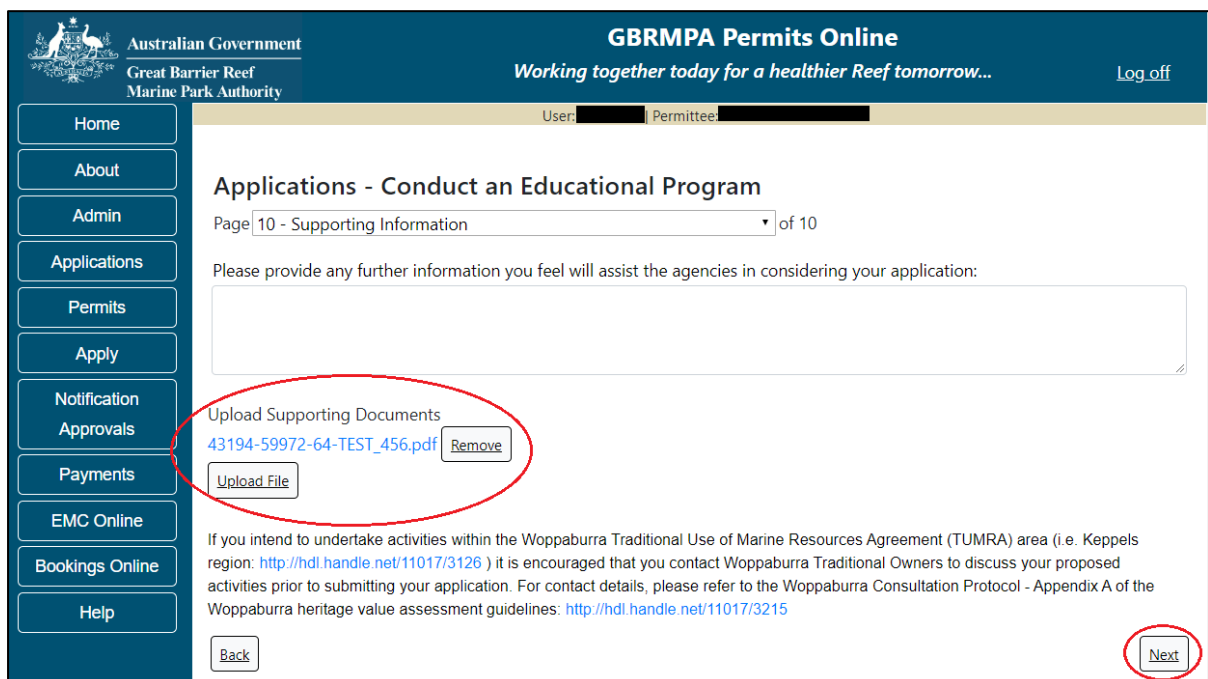 Australian Government
Great Barrier Reef
Marine Park Authority
GBRMPA Permits Online
Working together today for a healthier Reef tomorrow...
Log off
User: | Permittee:
Home
About
Admin
Applications
Permits
Apply
Notification
Approvals
Payments
EMC Online
Bookings Online
Help
Applications - Conduct an Educational Program
Page 10 - Supporting Information of 10
Please provide any further information you feel will assist the agencies in considering your application:
Upload Supporting Documents
43194-59972-64-TEST_456.pdf Remove
Upload File
If you intend to undertake activities within the Woppaburra Traditional Use of Marine Resources Agreement (TUMRA) area (i.e. Keppels
region: http://hdl.handle.net/11017/3126 ) it is encouraged that you contact Woppaburra Traditional Owners to discuss your proposed
activities prior to submitting your application. For contact details, please refer to the Woppaburra Consultation Protocol - Appendix A of the
Woppaburra heritage value assessment guidelines: http://hdl.handle.net/11017/3215
Back
Next